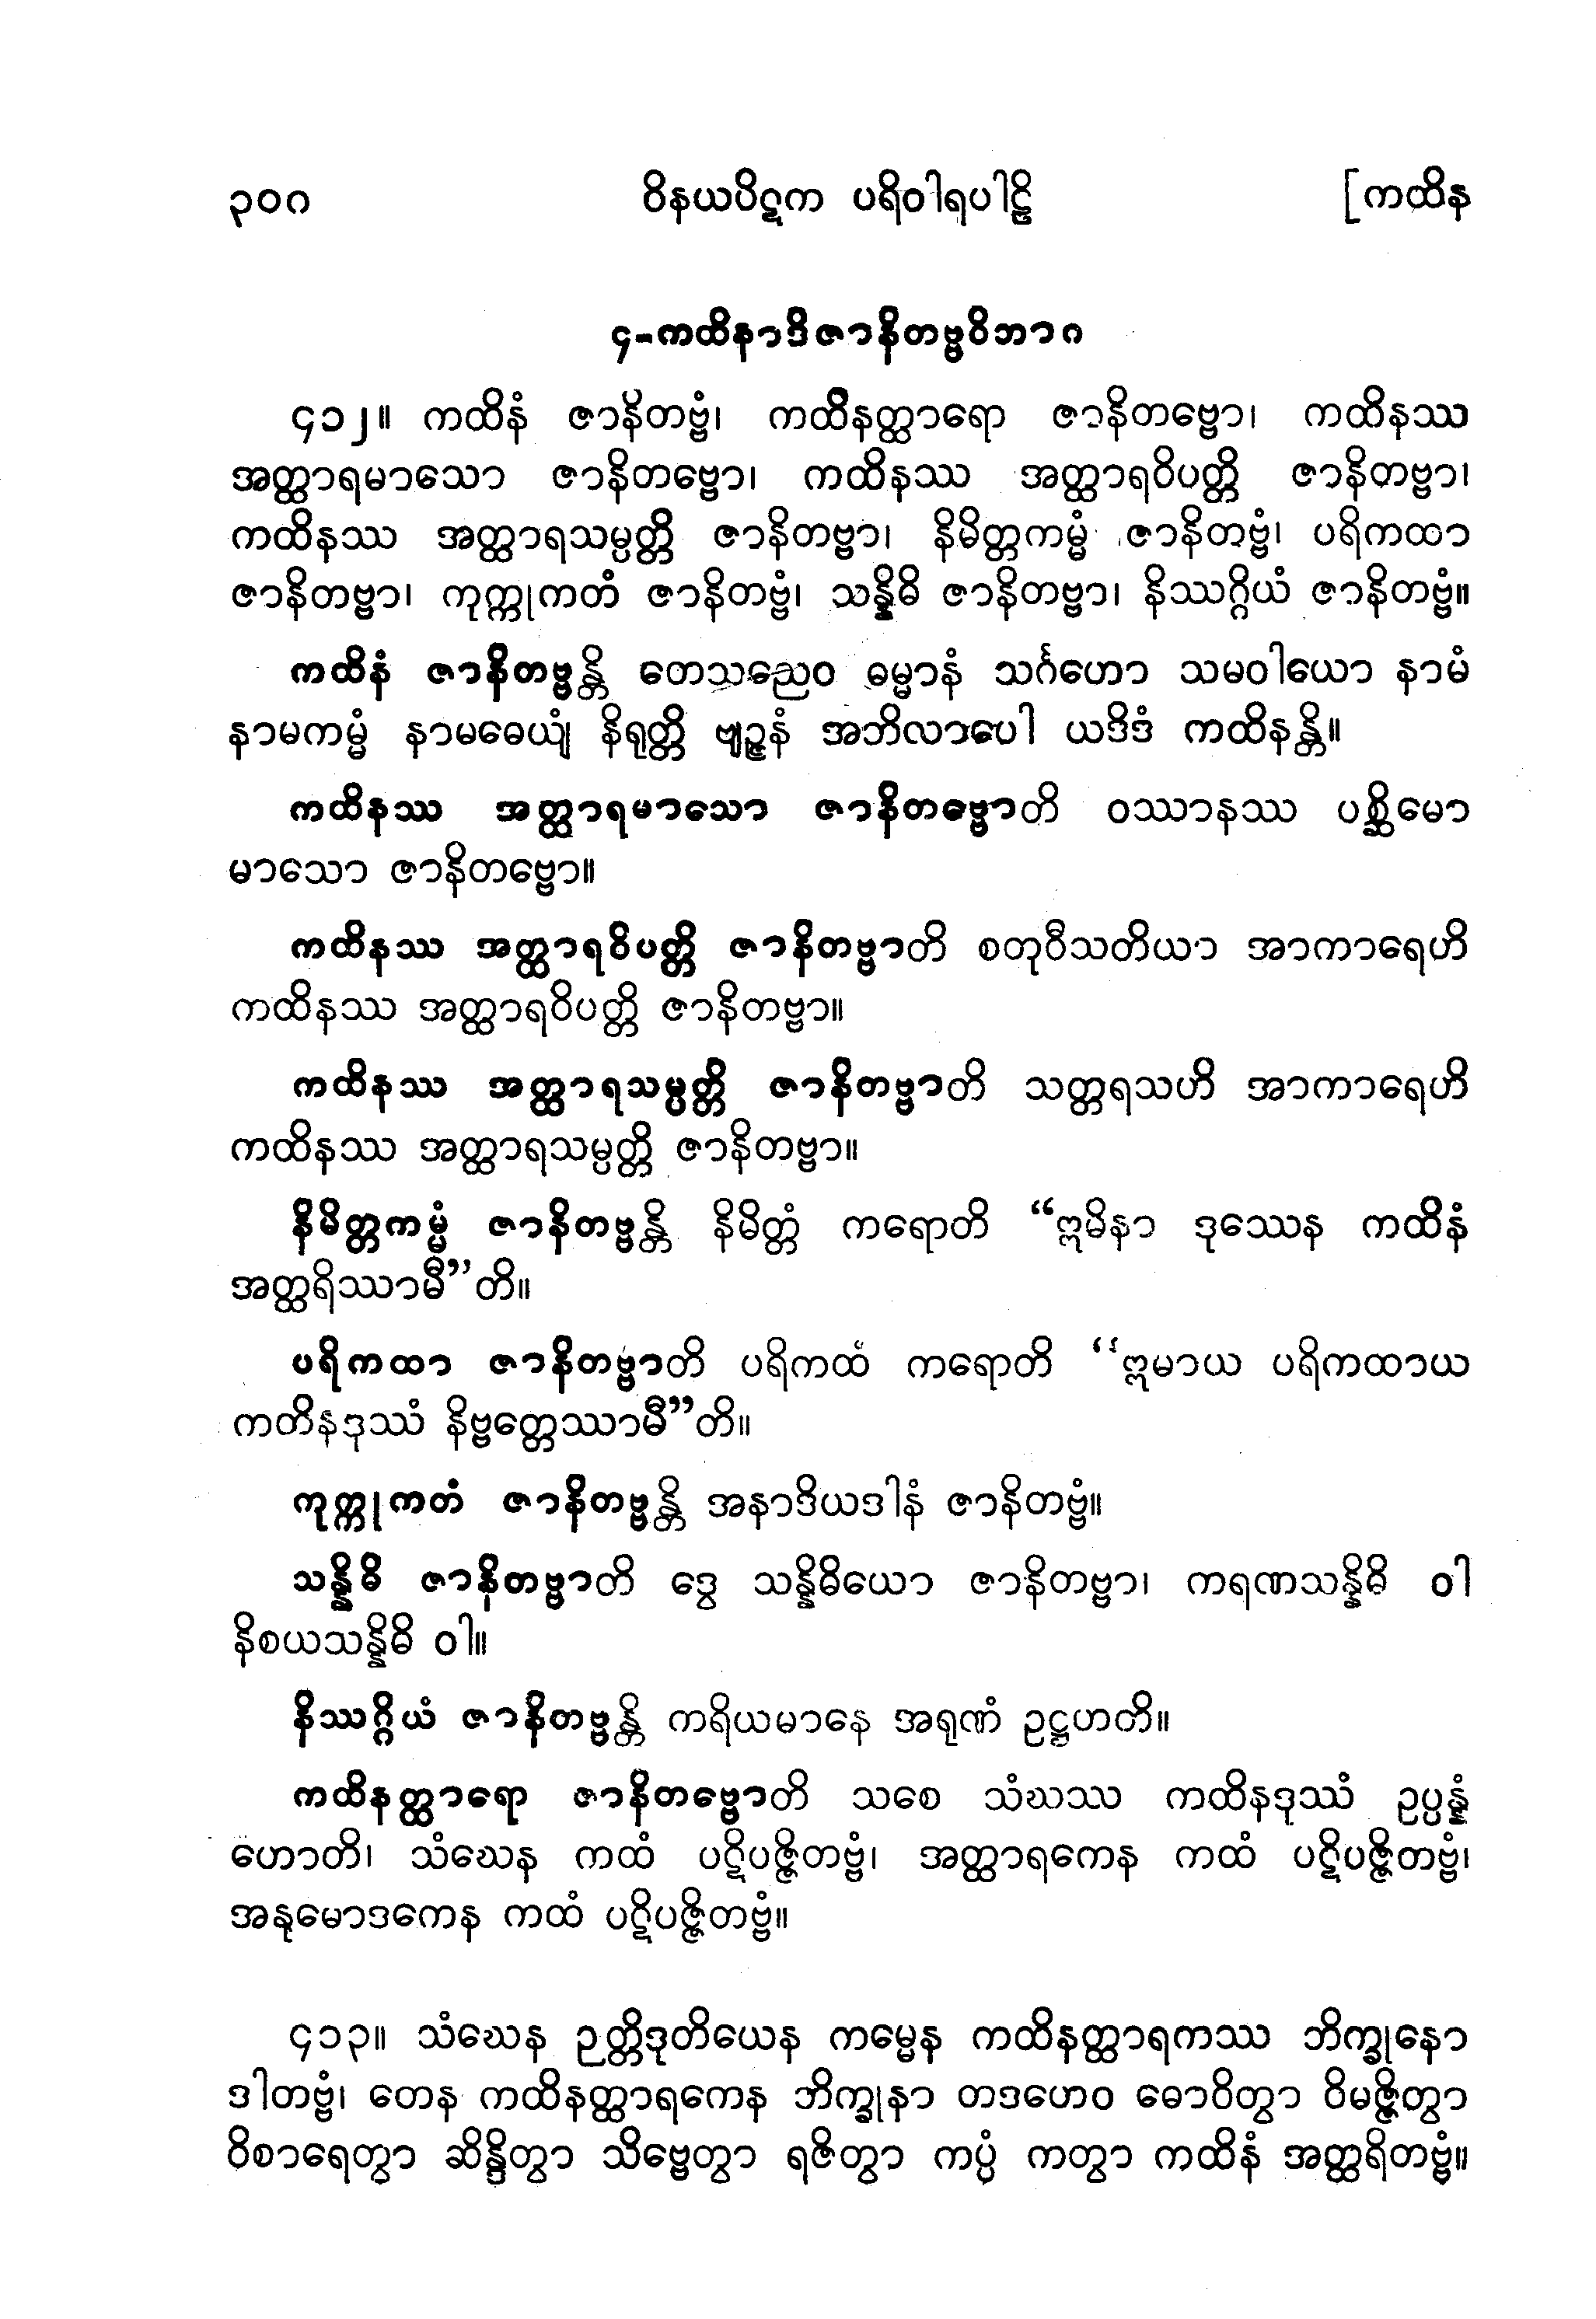 ၃၀ဂ ဝိနယပိဋက ပရိဝါရပါဠိ [ကထိန
၄-ကထိနာဒိဇာနိတဗ္ဗဝိဘာဂ
၄၁၂။ ကထိနံ ဇာနိတဗ္ဗံ၊ ကထိနတ္ထာရော ဇာနိတဗ္ဗော၊ ကထိနဿ
အတ္ထာရမာသော ဇာနိတဗ္ဗော၊ ကထိနဿ အတ္ထာရဝိပတ္တိ ဇာနိတဗ္ဗာ၊
ကထိနဿ အတ္ထာရသမ္ပတ္တိ ဇာနိတဗ္ဗာ၊ နိမိတ္တကမ္မံ ဇာနိတဗ္ဗံ၊ ပရိကထာ
ဇာနိတဗ္ဗာ၊ ကုက္ကုကတံ ဇာနိတဗ္ဗံ၊ သန္နိဓိ ဇာနိတဗ္ဗာ၊ နိဿဂ္ဂိယံ ဇာနိတဗ္ဗံ။
ကထိနံ ဇာနိတဗ္ဗန္တိ တေသညေဝ ဓမ္မာနံ သင်္ဂဟော သမဝါယော နာမံ
နာမကမ္မံ နာမဓေယျံ နိရုတ္တိ ဗျဉ္ဇနံ အဘိလာပေါ ယဒိဒံ ကထိနန္တိ။
ကထိနဿ အတ္ထာရမာသော ဇာနိတဗ္ဗောတိ ဝဿာနဿ ပစ္ဆိမော
မာသော ဇာနိတဗ္ဗော။
ကထိနဿ အတ္ထာရဝိပတ္တိ ဇာနိတဗ္ဗာတိ စတုဝီသတိယာ အာကာရေဟိ
ကထိနဿ အတ္ထာရဝိပတ္တိ ဇာနိတဗ္ဗာ။
ကထိနဿ အတ္ထာရသမ္ပတ္တိ ဇာနိတဗ္ဗာတိ သတ္တရသဟိ အာကာရေဟိ
ကထိနဿ အတ္ထာရသမ္ပတ္တိ ဇာနိတဗ္ဗာ။
နိမိတ္တကမ္မံ ဇာနိတဗ္ဗန္တိ နိမိတ္တံ ကရောတိ “ဣမိနာ ဒုဿေန ကထိနံ
အတ္ထရိဿာမီ”တိ။
ပရိကထာ ဇာနိတဗ္ဗာတိ ပရိကထံ ကရောတိ “ဣမာယ ပရိကထာယ
ကတိနဒုဿံ နိဗ္ဗတ္တေဿာမီ”တိ။
ကုက္ကုကတံ ဇာနိတဗ္ဗန္တိ အနာဒိယဒါနံ ဇာနိတဗ္ဗံ။
သန္နိဓိ ဇာနိတဗ္ဗာတိ ဒွေ သန္နိဓိယော ဇာနိတဗ္ဗာ၊ ကရဏသန္နိဓိ ဝါ
နိစယသန္နိဓိ ဝါ။
နိဿဂ္ဂိယံ ဇာနိတဗ္ဗန္တိ ကရိယမာနေ အရုဏံ ဥဋ္ဌဟတိ။
ကထိနတ္ထာရော ဇာနိတဗ္ဗောတိ သစေ သံဃဿ ကထိနဒုဿံ ဥပ္ပန္နံ
ဟောတိ၊ သံဃေန ကထံ ပဋိပဇ္ဇိတဗ္ဗံ၊ အတ္ထာရကေန ကထံ ပဋိပဇ္ဇိတဗ္ဗံ၊
အနုမောဒကေန ကထံ ပဋိပဇ္ဇိတဗ္ဗံ။
၄၁၃။ သံဃေန ဉတ္တိဒုတိယေန ကမ္မေန ကထိနတ္ထာရကဿ ဘိက္ခုနော
ဒါတဗ္ဗံ၊ တေန ကထိနတ္ထာရကေန ဘိက္ခုနာ တဒဟေဝ ဓောဝိတွာ ဝိမဇ္ဇိတွာ
ဝိစာရေတွာ ဆိန္ဒိတွာ သိဗ္ဗေတွာ ရဇိတွာ ကပ္ပံ ကတွာ ကထိနံ အတ္ထရိတဗ္ဗံ။